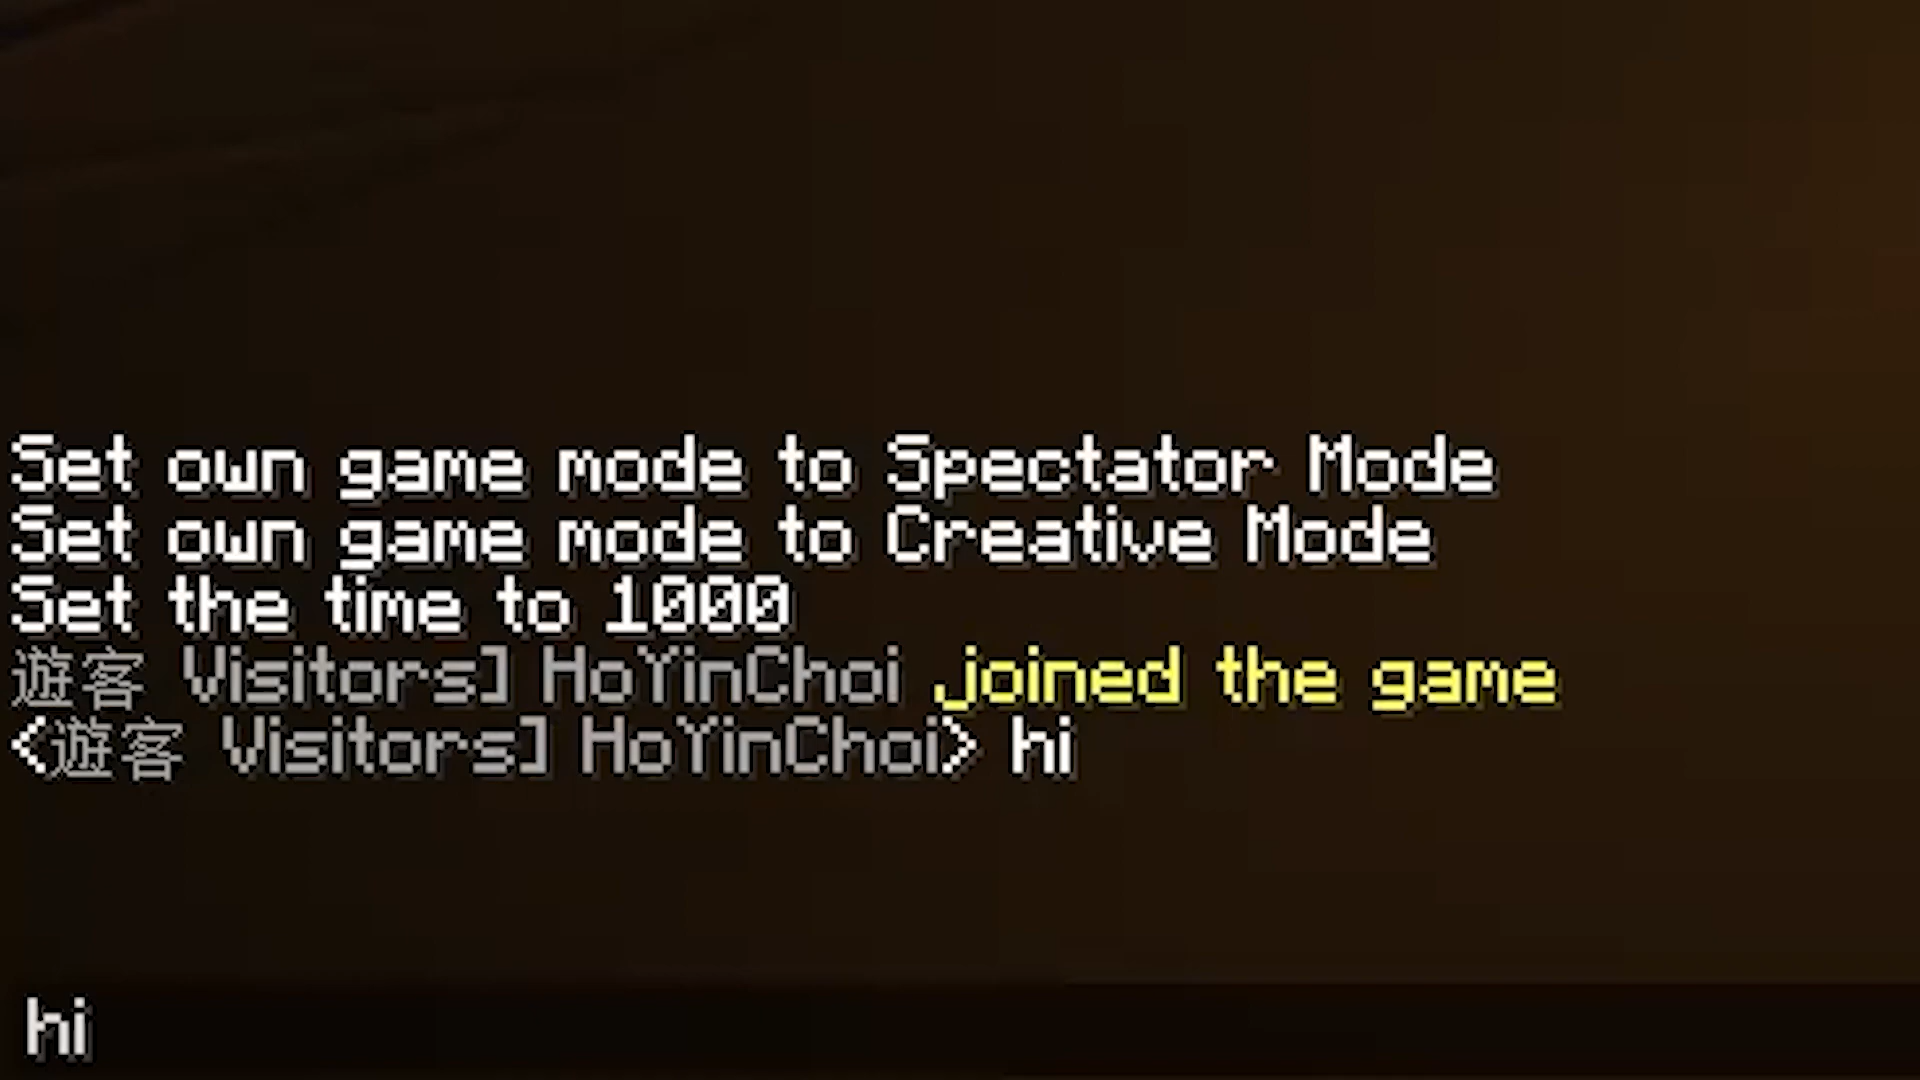 Set own game mode to Spectator Mode
Set own game mode to Creative Mode
Set the time to 1000
遊客 Visitors] HoYinChoi joined the game
<遊客 Visitors] HoYinChoi> hi
hi